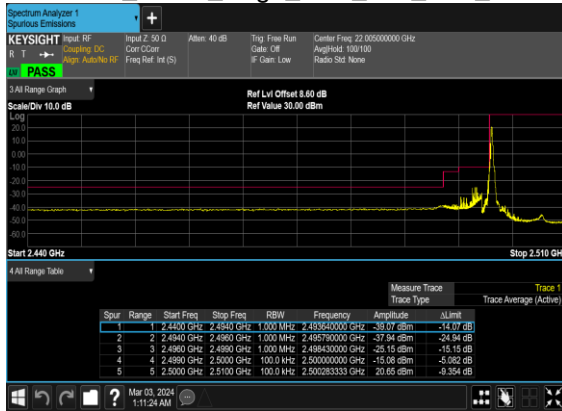 Spectrum Analyzer 1
Spurious Emissions
+
KEYSIGHT Input: RF Input Z: 50 Ω Atten: 40 dB Trig: Free Run Center Freq: 22.005000000 GHz
R T Coupling: DC Corr CCorr Gate: Off Avg|Hold: 100/100
Align: Auto/No RF Freq Ref: Int (S) IF Gain: Low Radio Std: None
PASS
3 All Range Graph
Ref Lvl Offset 8.60 dB
Scale/Div 10.0 dB Ref Value 30.00 dBm
Log
20.0
10.0
0.00
-10.0
-20.0
-30.0
-40.0
-50.0
-60.0
Start 2.440 GHz Stop 2.510 GH
4 All Range Table
Measure Trace Trace 1
Trace Type Trace Average (Active)
Spur Range Start Freq Stop Freq RBW Frequency Amplitude ΔLimit
1 1 2.4400 GHz 2.4940 GHz 1.000 MHz 2.493640000 GHz -39.07 dBm -14.07 dB
2 2 2.4940 GHz 2.4960 GHz 1.000 MHz 2.495790000 GHz -37.94 dBm -24.94 dB
3 3 2.4960 GHz 2.4990 GHz 1.000 MHz 2.498430000 GHz -25.15 dBm -15.15 dB
4 4 2.4990 GHz 2.5000 GHz 100.0 kHz 2.500000000 GHz -15.08 dBm -5.082 dB
5 5 2.5000 GHz 2.5100 GHz 100.0 kHz 2.500283333 GHz 20.65 dBm -9.354 dB
? Mar 03, 2024
1:11:24 AM